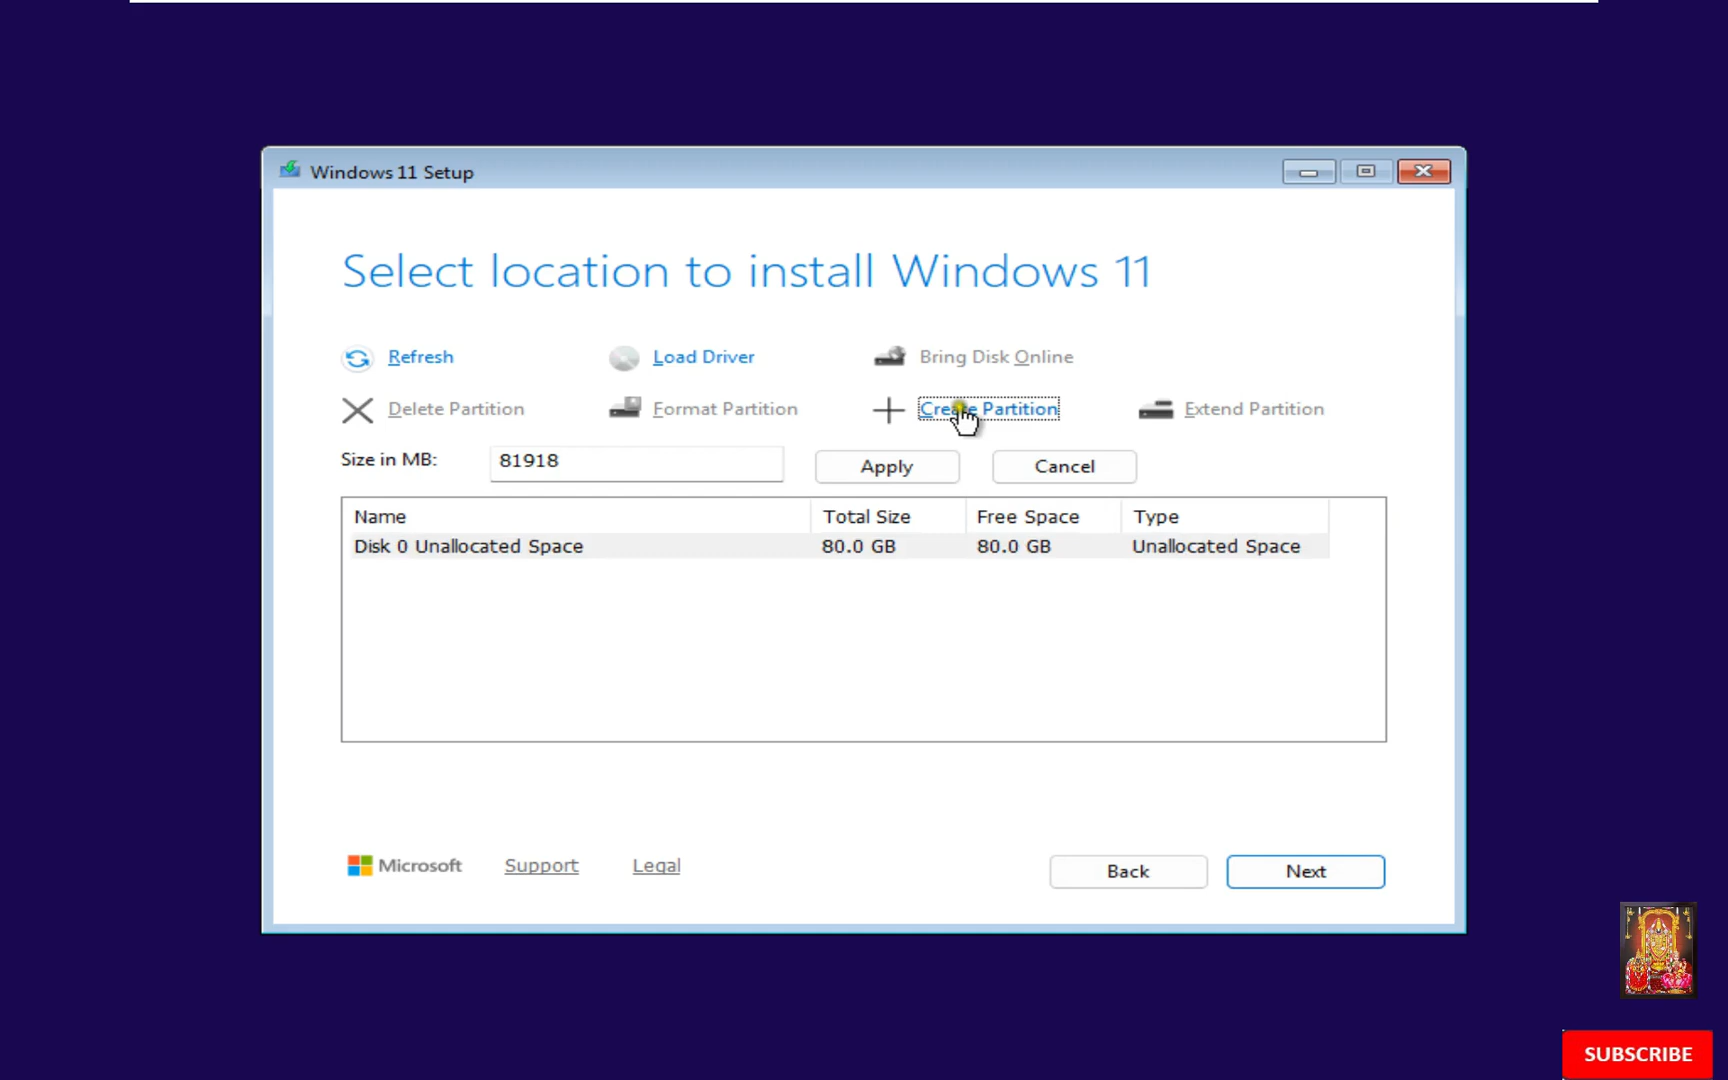 Windows 11 Setup
Select location to install Windows 11
Refresh Load Driver Bring Disk Online
Delete Partition Format Partition Create Partition Extend Partition
Size in MB: 81918 Apply Cancel
Name Total Size Free Space Type
Disk 0 Unallocated Space 80.0 GB 80.0 GB Unallocated Space
Microsoft Support Legal Back Next
SUBSCRIBE